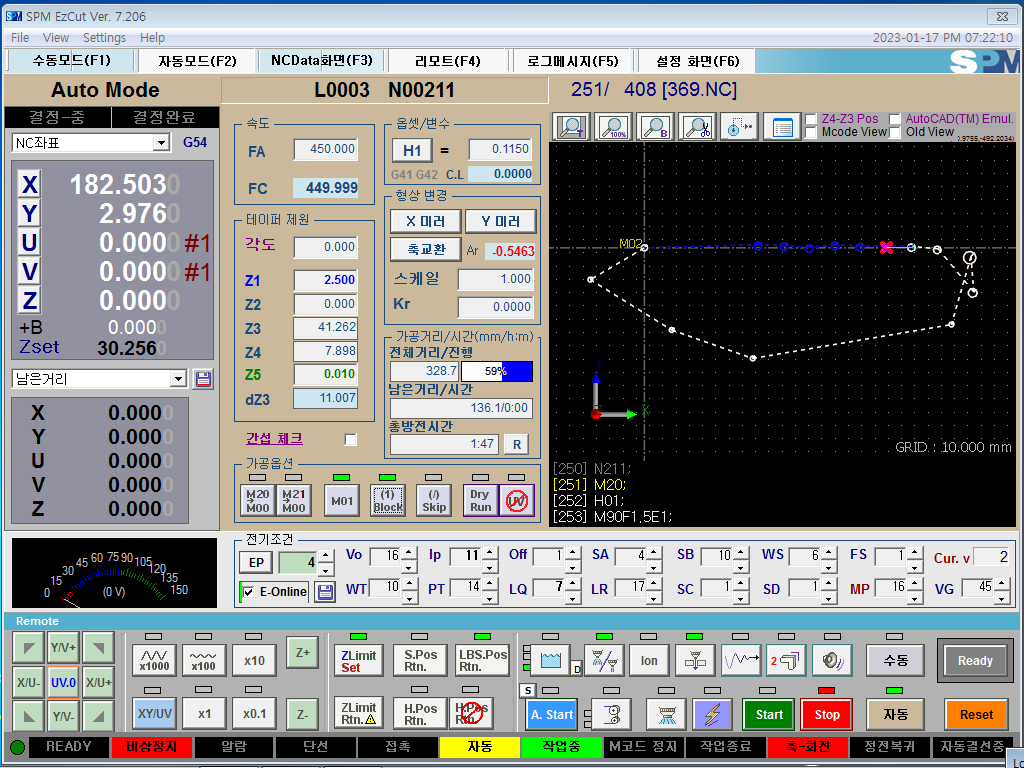 SPM EzCut Ver. 7.206
File View Settings Help 2023-01-17 PM 07:22:10
수동모드(F1) 자동모드(F2) NCData화면(F3) 리모트(F4) 로그메시지(F5) 설정 화면(F6) SPM
Auto Mode L0003 N00211 251/ 408 [369.NC]
결정-중 결정완료
NC좌표 G54
X 182.5030
Y 2.9760
U 0.0000 #1
V 0.0000 #1
Z 0.0000
+B 0.0000
Zset 30.2560
남은거리
X 0.0000
Y 0.0000
U 0.0000
V 0.0000
Z 0.0000
속도
FA 450.000
FC 449.999
테이퍼 제원
각도 0.000
Z1 2.500
Z2 0.000
Z3 41.262
Z4 7.898
Z5 0.010
dZ3 11.007
간섭 체크
옵셋/변수
H1 = 0.1150
G41 G42 C.L 0.0000
형상 변경
X 미러 Y 미러
축교환 Ar -0.5463
스케일 1.000
Kr 0.0000
가공거리/시간(mm/h:m)
전체거리/진행
328.7 59%
남은거리/시간
136.1/0:00
총방전시간
1:47 R
가공옵션
M20→M00 M21→M00 M01 (1) Block (/) Skip Dry Run UV
T 100% B
Z4-Z3 Pos AutoCAD(TM) Emul.
Mcode View Old View
M02
Y
X
GRID. : 10.000 mm
[250] N211;
[251] M20;
[252] H01;
[253] M90F1.5E1;
0 15 30 45 60 75 90 105 120 135 150
(0 V)
전기조건
EP 4 Vo 16 Ip 11 Off 1 SA 4 SB 10 WS 6 FS 1 Cur. v 2
E-Online WT 10 PT 14 LQ 7 LR 17 SC 1 SD 1 MP 16 VG 45
Remote
Y/V+
X/U- UV.0 X/U+
Y/V-
x1000 x100 x10 Z+
XY/UV x1 x0.1 Z-
ZLimit Set S.Pos Rtn. LBS.Pos Rtn.
ZLimit Rtn. H.Pos Rtn. H.Pos Rtn.
D Ion 2 수동 Ready
S A. Start Start Stop 자동 Reset
READY 비상정지 알람 단선 접촉 자동 작업중 M코드 정지 작업종료 축-회전 정전복귀 자동결선중